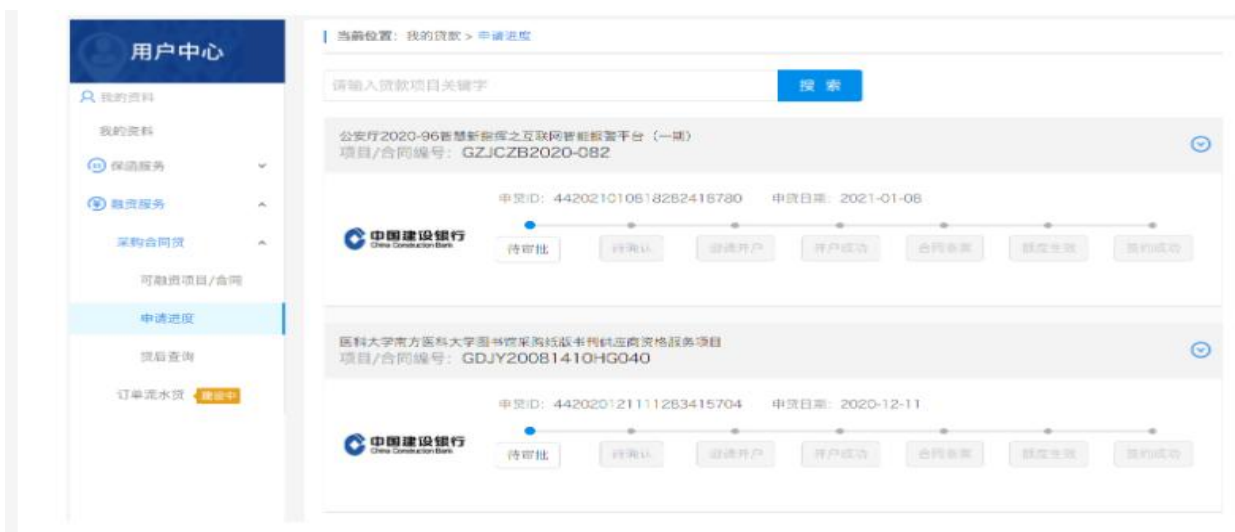 用户中心
我的资料
我的资料
保函服务
融资服务
采购合同贷
可融资项目/合同
申请进度
贷后查询
订单流水贷 建设中
当前位置：我的贷款 > 申请进度
请输入贷款项目关键字
搜 索
公安厅2020-96智慧新指挥之互联网智能报警平台（一期）
项目/合同编号：GZJCZB2020-082
申贷ID：44202101061828241​8780 申贷日期：2021-01-08
中国建设银行
China Construction Bank
待审批 待确认 邀请开户 开户成功 合同备案 额度生效 签约成功
医科大学南方医科大学图书馆采购纸版书刊供应商资格服务项目
项目/合同编号：GDJY20081410HG040
申贷ID：4420201211111283415704 申贷日期：2020-12-11
中国建设银行
China Construction Bank
待审批 待确认 邀请开户 开户成功 合同备案 额度生效 签约成功